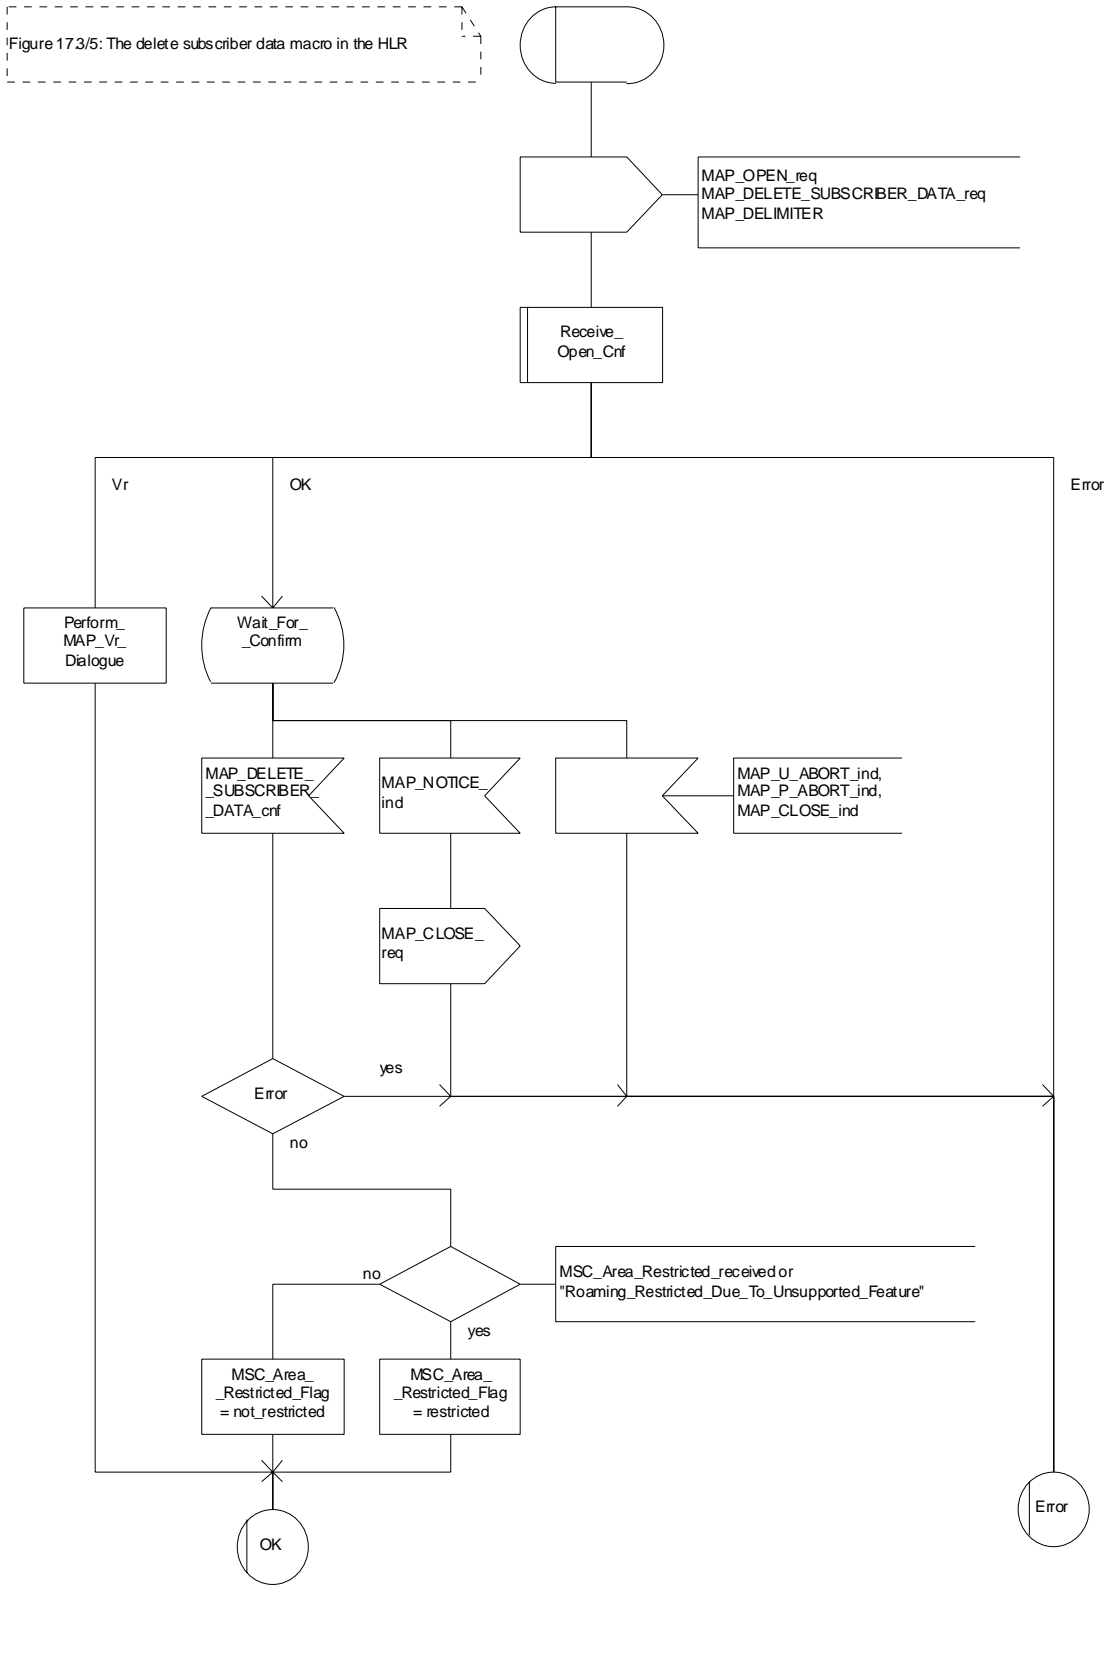 Figure 17.3/5: The delete subscriber data macro in the HLR
MAP_OPEN_req
MAP_DELETE_SUBSCRIBER_DATA_req
MAP_DELIMITER
Receive_
Open_Cnf
Vr
OK
Error
Perform_
MAP_Vr_
Dialogue
Wait_For_
_Confirm
MAP_DELETE_
_SUBSCRIBER_
_DATA_cnf
MAP_NOTICE_
ind
MAP_U_ABORT_ind,
MAP_P_ABORT_ind,
MAP_CLOSE_ind
MAP_CLOSE_
req
Error
yes
no
no
MSC_Area_Restricted_received or
"Roaming_Restricted_Due_To_Unsupported_Feature"
yes
MSC_Area_
_Restricted_Flag
= not_restricted
MSC_Area_
_Restricted_Flag
= restricted
Error
OK